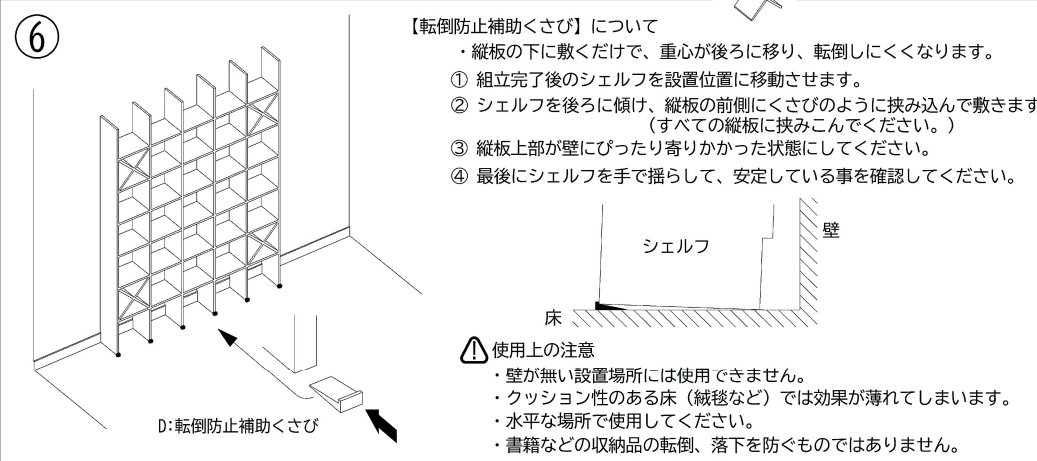 ⑥
【転倒防止補助くさび】について
・縦板の下に敷くだけで、重心が後ろに移り、転倒しにくくなります。
① 組立完了後のシェルフを設置位置に移動させます。
② シェルフを後ろに傾け、縦板の前側にくさびのように挟み込んで敷きます
（すべての縦板に挟みこんでください。）
③ 縦板上部が壁にぴったり寄りかかった状態にしてください。
④ 最後にシェルフを手で揺らして、安定している事を確認してください。
シェルフ
壁
床
使用上の注意
・壁が無い設置場所には使用できません。
・クッション性のある床（絨毯など）では効果が薄れてしまいます。
・水平な場所で使用してください。
・書籍などの収納品の転倒、落下を防ぐものではありません。
D:転倒防止補助くさび